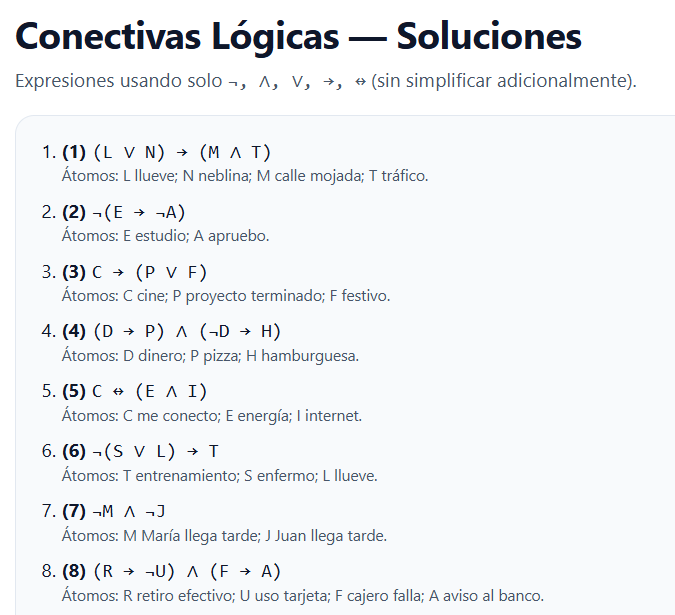 Conectivas Lógicas — Soluciones
Expresiones usando solo ¬, ∧, ∨, →, ↔ (sin simplificar adicionalmente).
1. (1) (L ∨ N) → (M ∧ T)
Átomos: L llueve; N neblina; M calle mojada; T tráfico.
2. (2) ¬(E → ¬A)
Átomos: E estudio; A apruebo.
3. (3) C → (P ∨ F)
Átomos: C cine; P proyecto terminado; F festivo.
4. (4) (D → P) ∧ (¬D → H)
Átomos: D dinero; P pizza; H hamburguesa.
5. (5) C ↔ (E ∧ I)
Átomos: C me conecto; E energía; I internet.
6. (6) ¬(S ∨ L) → T
Átomos: T entrenamiento; S enfermo; L llueve.
7. (7) ¬M ∧ ¬J
Átomos: M María llega tarde; J Juan llega tarde.
8. (8) (R → ¬U) ∧ (F → A)
Átomos: R retiro efectivo; U uso tarjeta; F cajero falla; A aviso al banco.